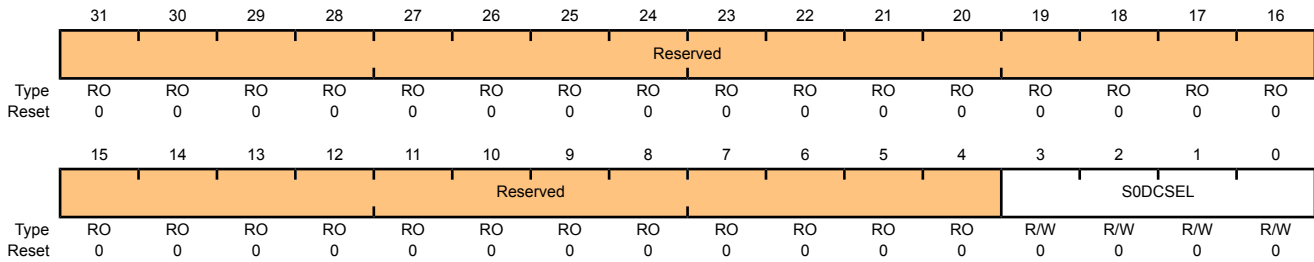 31 30 29 28 27 26 25 24 23 22 21 20 19 18 17 16
Reserved
Type RO RO RO RO RO RO RO RO RO RO RO RO RO RO RO RO
Reset 0 0 0 0 0 0 0 0 0 0 0 0 0 0 0 0
15 14 13 12 11 10 9 8 7 6 5 4 3 2 1 0
Reserved S0DCSEL
Type RO RO RO RO RO RO RO RO RO RO RO RO R/W R/W R/W R/W
Reset 0 0 0 0 0 0 0 0 0 0 0 0 0 0 0 0